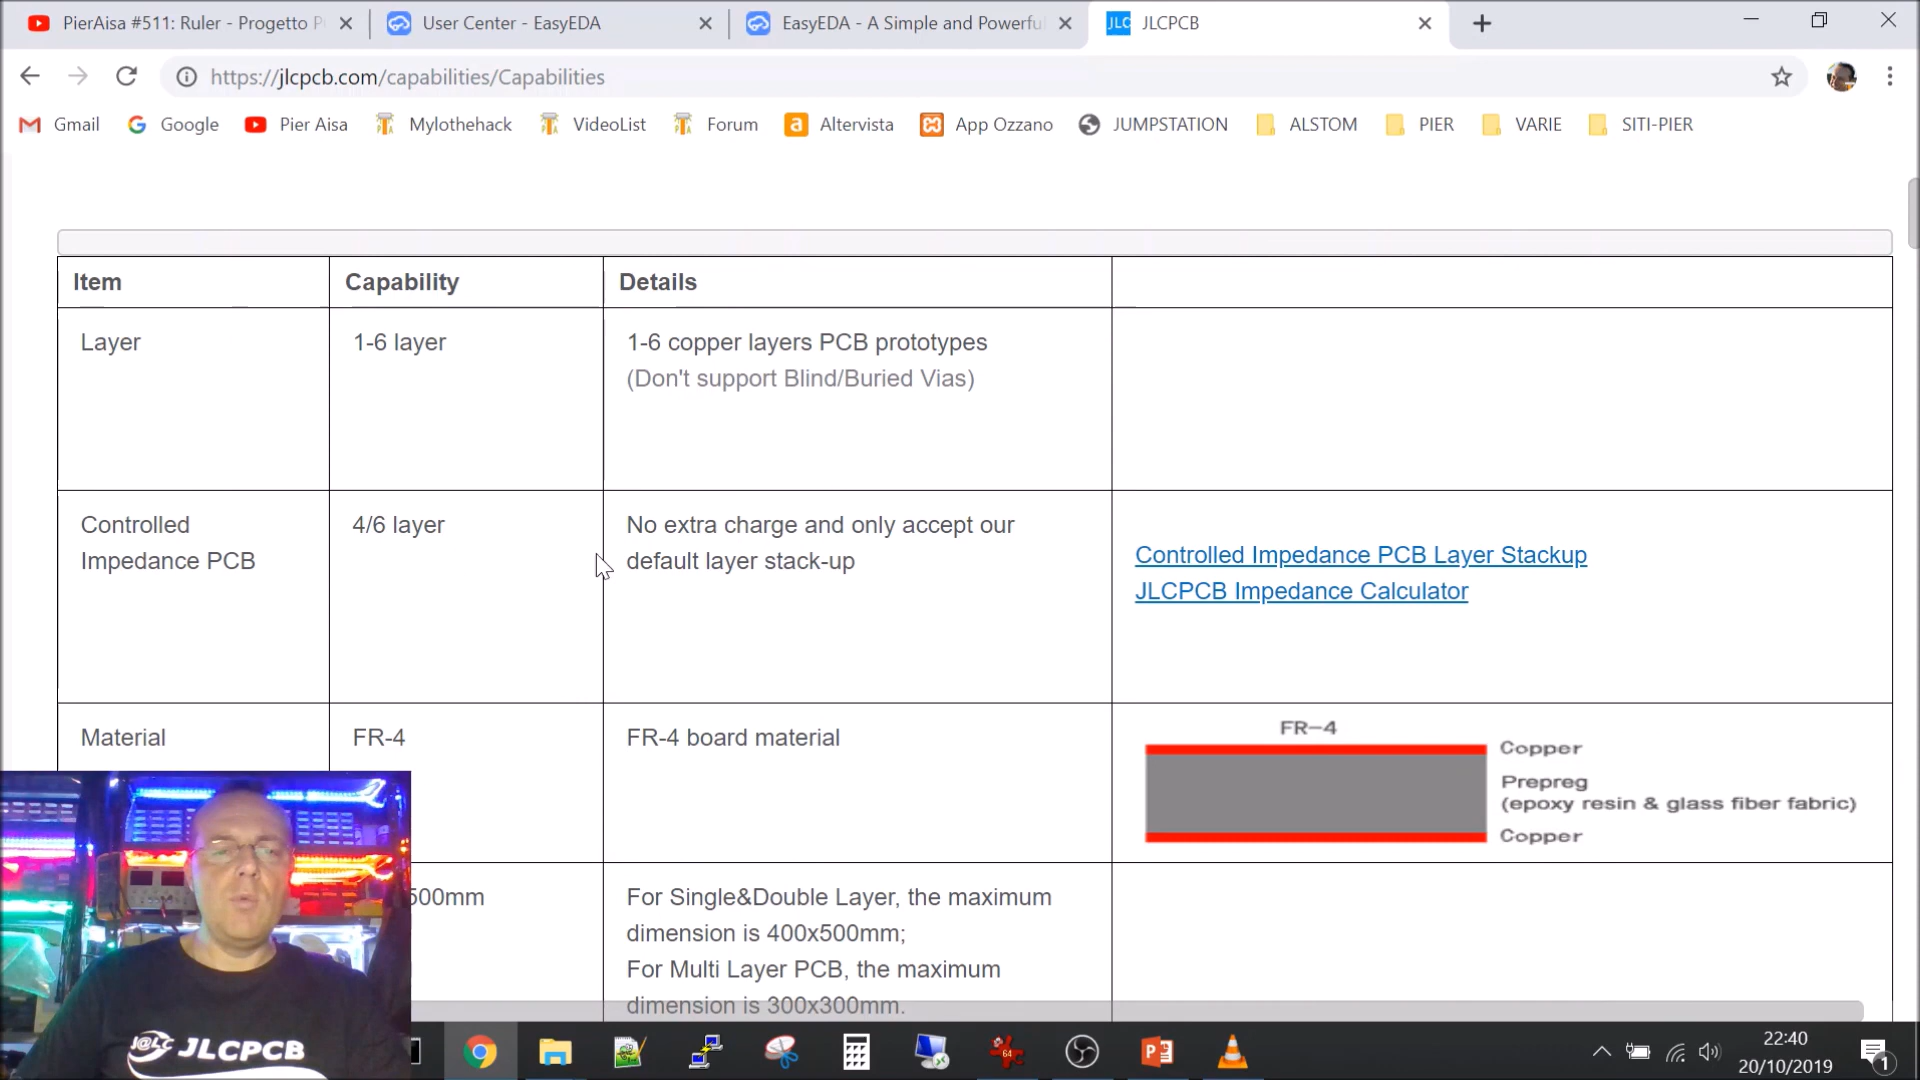 PierAisa #511: Ruler - Progetto P
User Center - EasyEDA
EasyEDA - A Simple and Powerfu
JLC JLCPCB
https://jlcpcb.com/capabilities/Capabilities
Gmail Google Pier Aisa Mylothehack VideoList Forum Altervista App Ozzano JUMPSTATION ALSTOM PIER VARIE SITI-PIER
Item Capability Details
Layer
1-6 layer
1-6 copper layers PCB prototypes
(Don't support Blind/Buried Vias)
Controlled
Impedance PCB
4/6 layer
No extra charge and only accept our
default layer stack-up
Controlled Impedance PCB Layer Stackup
JLCPCB Impedance Calculator
Material
FR-4
FR-4 board material
FR-4
Copper
Prepreg
(epoxy resin & glass fiber fabric)
Copper
500mm
For Single&Double Layer, the maximum
dimension is 400x500mm;
For Multi Layer PCB, the maximum
dimension is 300x300mm.
J@LC JLCPCB
64
22:40
20/10/2019
1